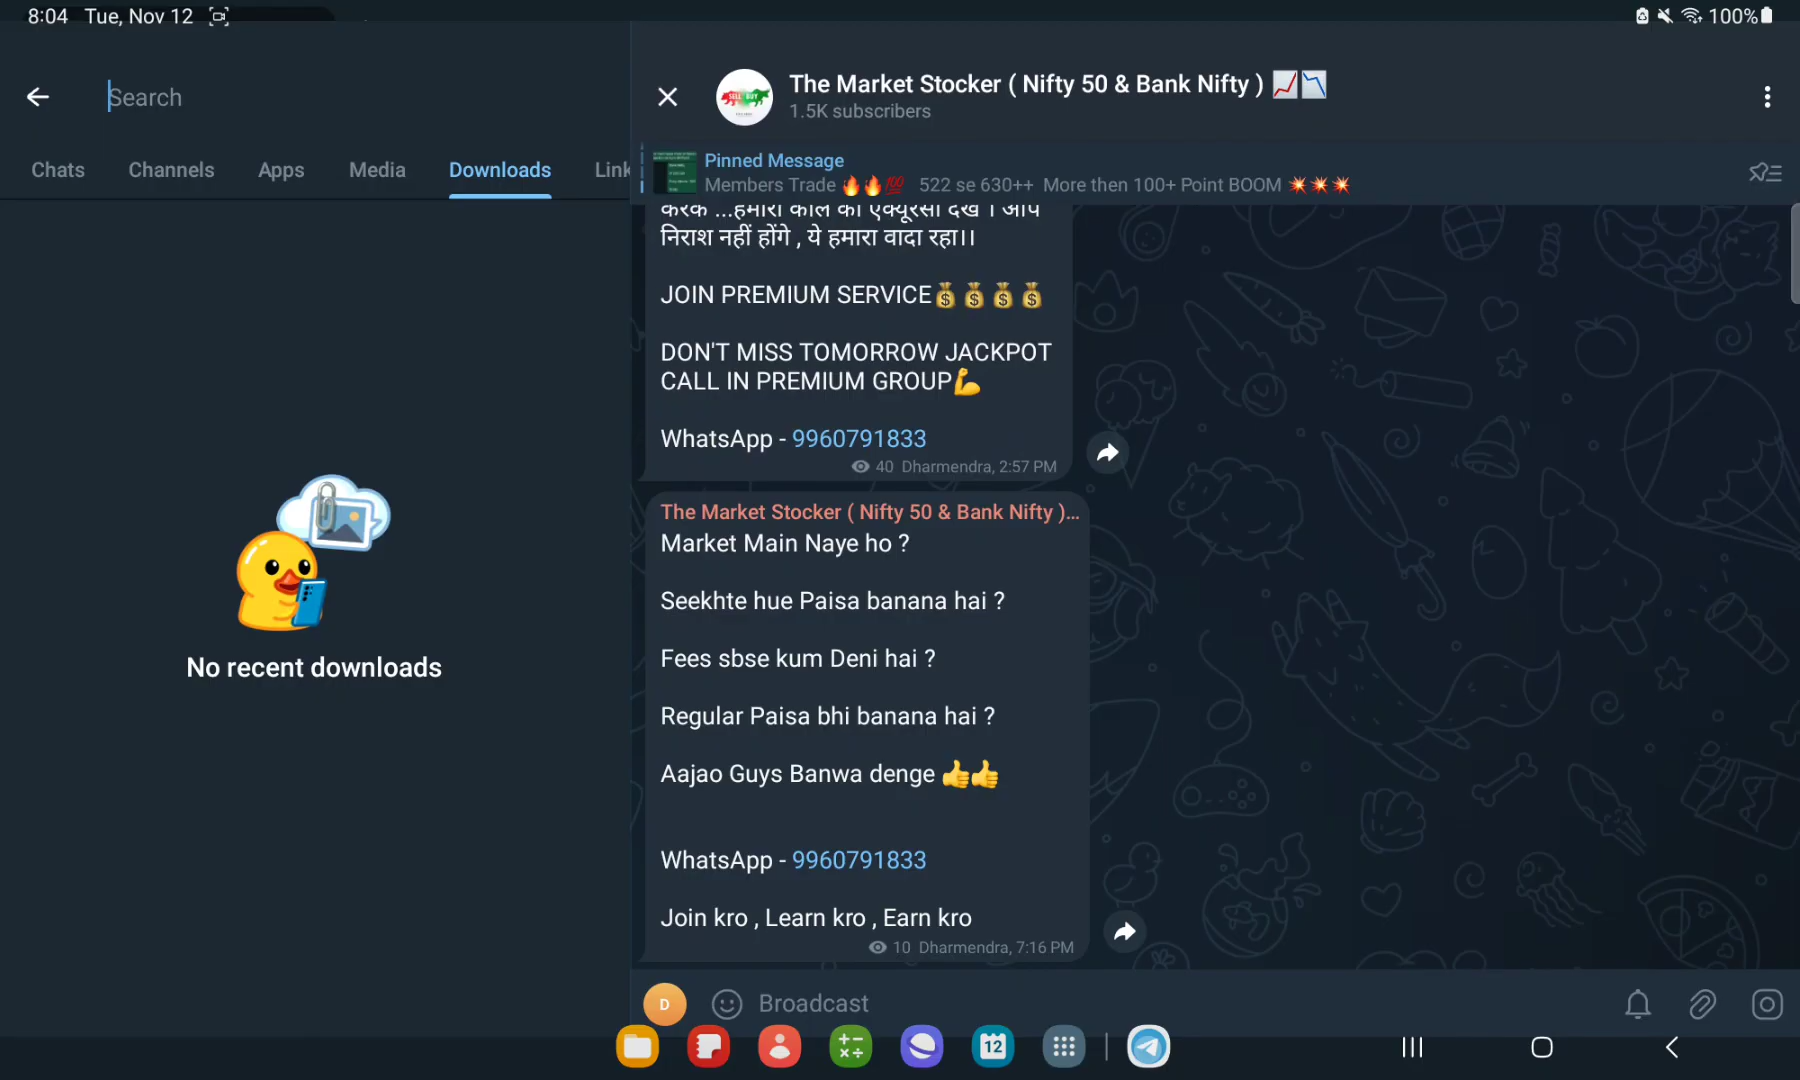 8:04 Tue, Nov 12
100%
Search
Chats Channels Apps Media Downloads Link
No recent downloads
The Market Stocker ( Nifty 50 & Bank Nifty ) 📈📉
1.5K subscribers
Pinned Message
Members Trade 🔥🔥💯 522 se 630++ More then 100+ Point BOOM 💥💥💥
करके ...हमारी कॉल की एक्यूरेसी देखे । आप
निराश नहीं होंगे , ये हमारा वादा रहा।।
JOIN PREMIUM SERVICE💰💰💰💰
DON'T MISS TOMORROW JACKPOT
CALL IN PREMIUM GROUP💪
WhatsApp - 9960791833
40 Dharmendra, 2:57 PM
The Market Stocker ( Nifty 50 & Bank Nifty )...
Market Main Naye ho ?
Seekhte hue Paisa banana hai ?
Fees sbse kum Deni hai ?
Regular Paisa bhi banana hai ?
Aajao Guys Banwa denge 👍👍
WhatsApp - 9960791833
Join kro , Learn kro , Earn kro
10 Dharmendra, 7:16 PM
D
Broadcast
12